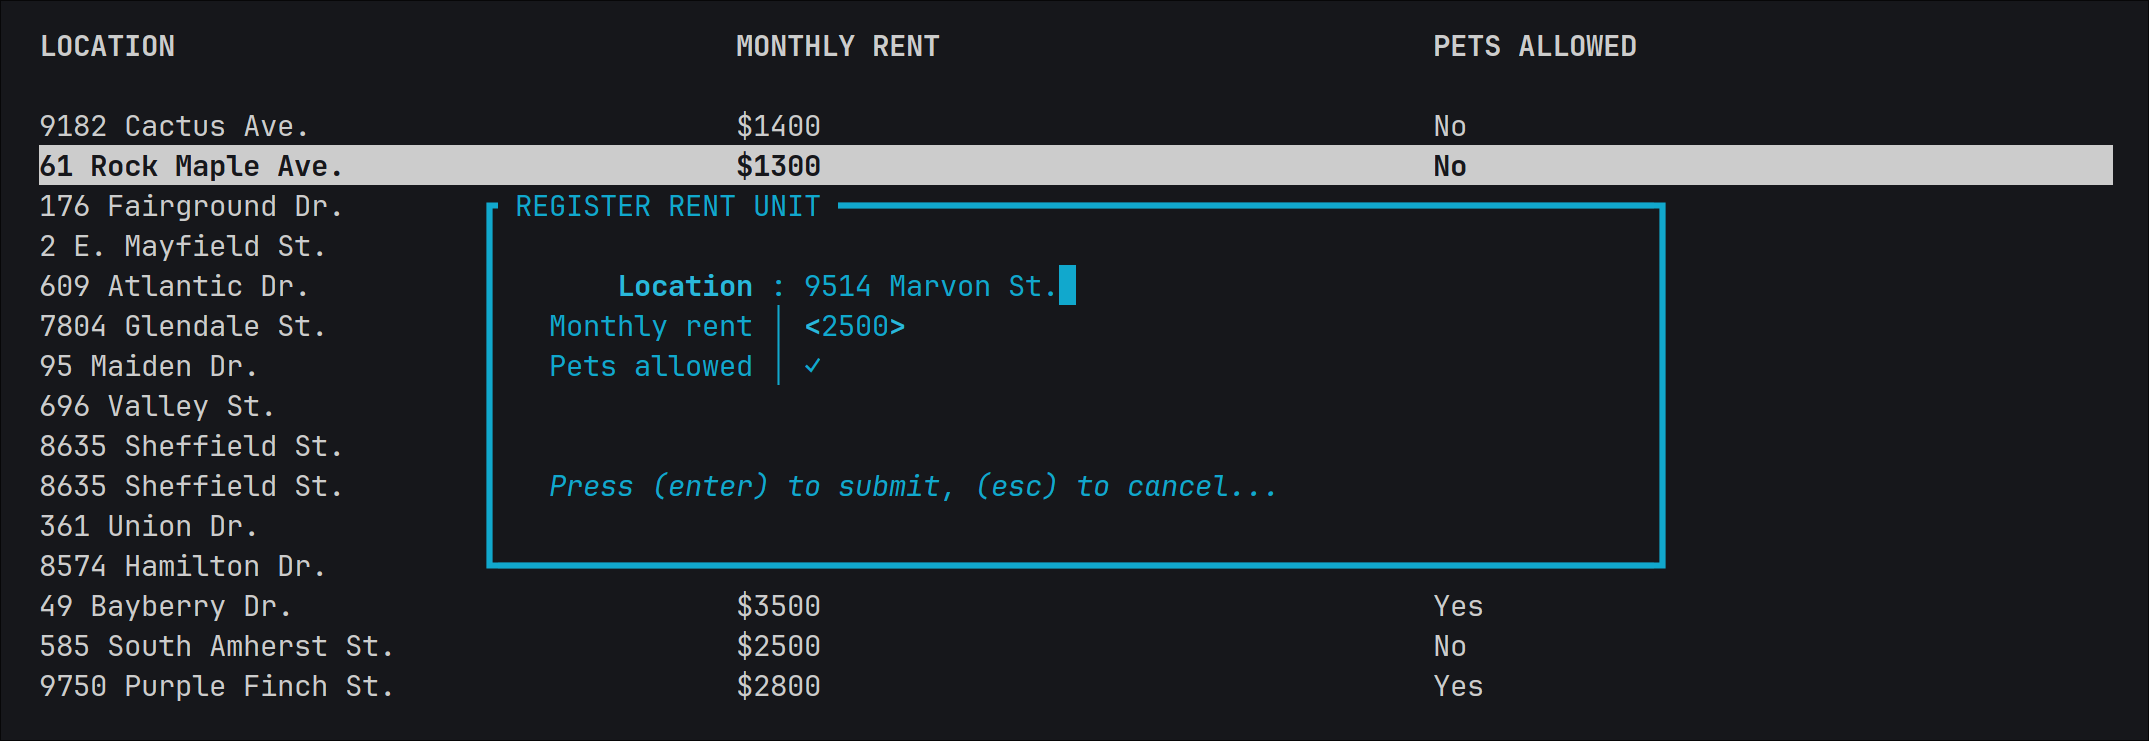 LOCATION MONTHLY RENT PETS ALLOWED
9182 Cactus Ave. $1400 No
61 Rock Maple Ave. $1300 No
176 Fairground Dr. REGISTER RENT UNIT
2 E. Mayfield St.
609 Atlantic Dr. Location : 9514 Marvon St.
7804 Glendale St. Monthly rent │ <2500>
95 Maiden Dr. Pets allowed │ ✓
696 Valley St.
8635 Sheffield St.
8635 Sheffield St. Press (enter) to submit, (esc) to cancel...
361 Union Dr.
8574 Hamilton Dr.
49 Bayberry Dr. $3500 Yes
585 South Amherst St. $2500 No
9750 Purple Finch St. $2800 Yes